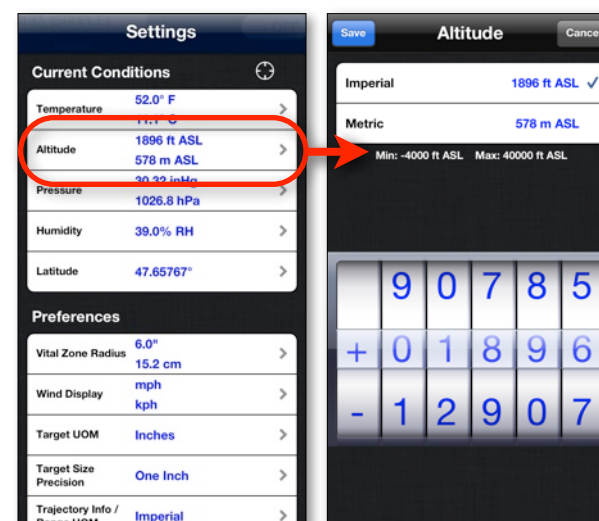 Settings
Current Conditions
Temperature
52.0° F
11.1° C
Altitude
1896 ft ASL
578 m ASL
Pressure
30.32 inHg
1026.8 hPa
Humidity
39.0% RH
Latitude
47.65767°
Preferences
Vital Zone Radius
6.0"
15.2 cm
Wind Display
mph
kph
Target UOM
Inches
Target Size
Precision
One Inch
Trajectory Info /
Imperial
Save
Altitude
Cance
Imperial
1896 ft ASL ✓
Metric
578 m ASL
Min: -4000 ft ASL Max: 40000 ft ASL
9 0 7 8 5
+ 0 1 8 9 6
- 1 2 9 0 7